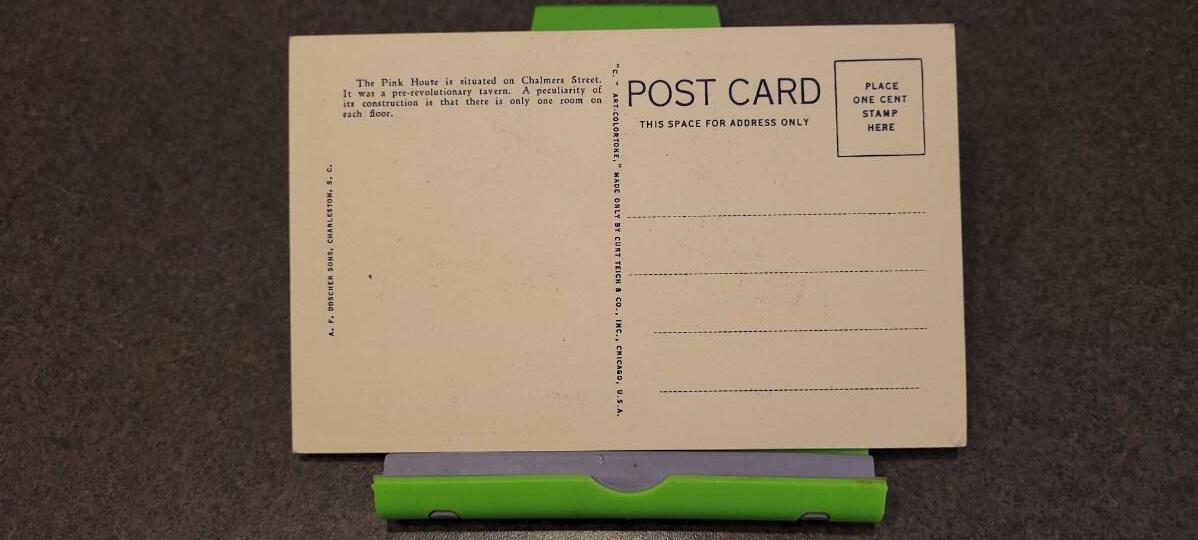 The Pink House is situated on Chalmers Street.
It was a pre-revolutionary tavern. A peculiarity of
its construction is that there is only one room on
each floor.
A. F. DOSCHER SONS, CHARLESTON, S. C.
"C. " ART-COLORTONE," MADE ONLY BY CURT TEICH & CO., INC., CHICAGO, U.S.A.
POST CARD
THIS SPACE FOR ADDRESS ONLY
PLACE
ONE CENT
STAMP
HERE